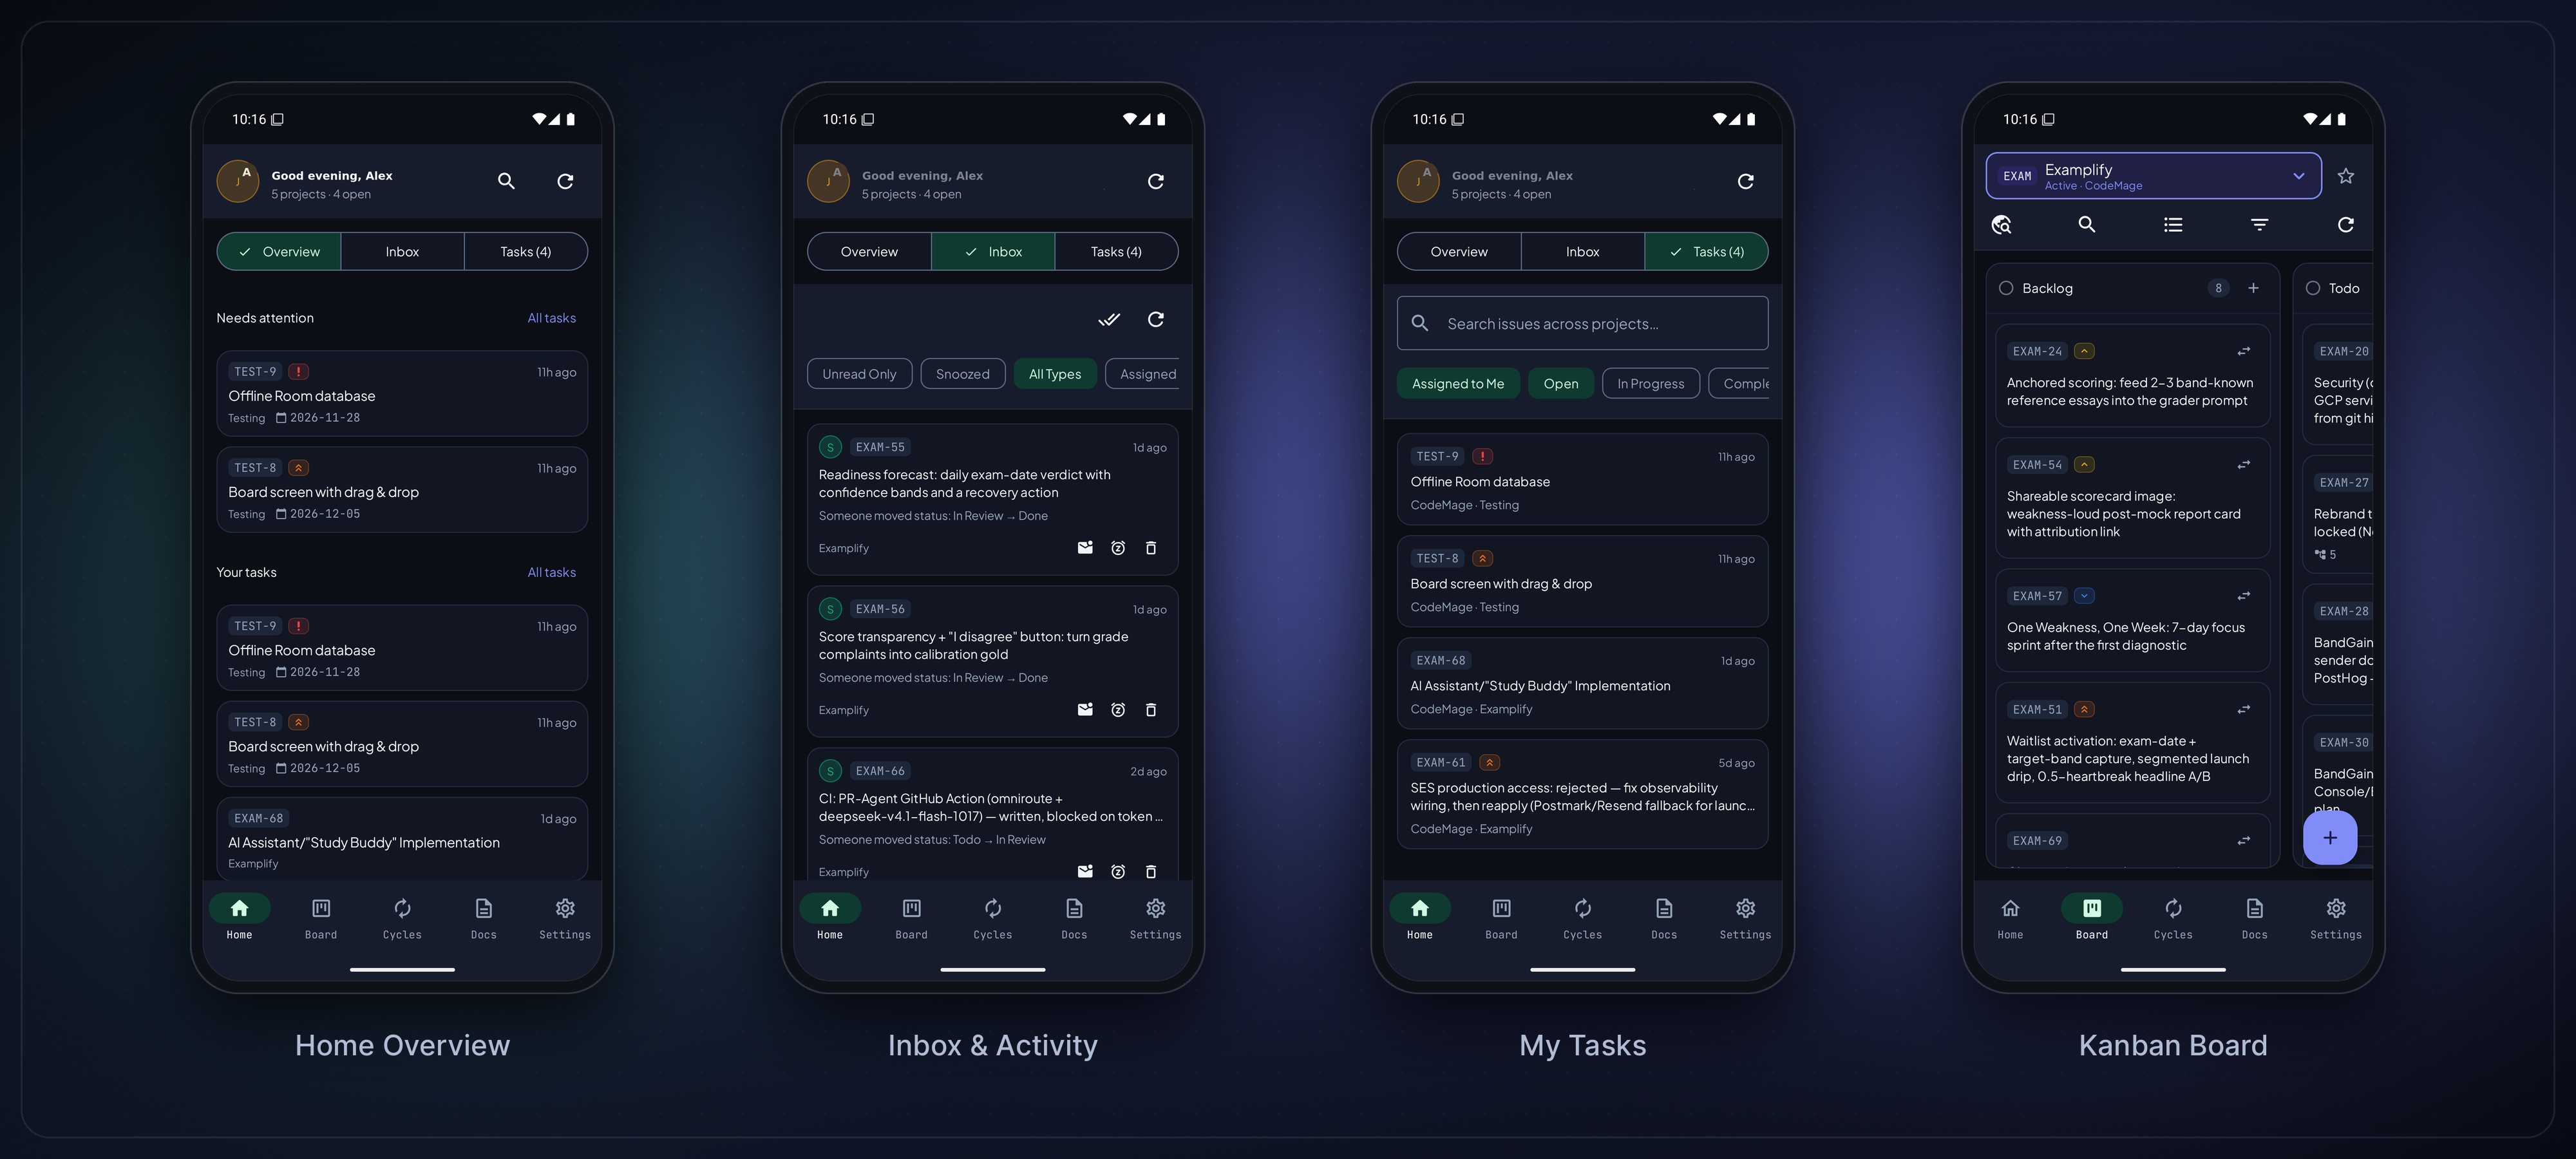 10:16
A
J
Good evening, Alex
5 projects · 4 open
Overview
Inbox
Tasks (4)
Needs attention
All tasks
TEST-9
11h ago
Offline Room database
Testing
2026-11-28
TEST-8
11h ago
Board screen with drag & drop
Testing
2026-12-05
Your tasks
All tasks
TEST-9
11h ago
Offline Room database
Testing
2026-11-28
TEST-8
11h ago
Board screen with drag & drop
Testing
2026-12-05
EXAM-68
1d ago
AI Assistant/"Study Buddy" Implementation
Examplify
Home
Board
Cycles
Docs
Settings
Home Overview
10:16
A
J
Good evening, Alex
5 projects · 4 open
Overview
Inbox
Tasks (4)
Unread Only
Snoozed
All Types
Assigned
S
EXAM-55
1d ago
Readiness forecast: daily exam-date verdict with
confidence bands and a recovery action
Someone moved status: In Review → Done
Examplify
S
EXAM-56
1d ago
Score transparency + "I disagree" button: turn grade
complaints into calibration gold
Someone moved status: In Review → Done
Examplify
S
EXAM-66
2d ago
CI: PR-Agent GitHub Action (omniroute +
deepseek-v4.1-flash-1017) — written, blocked on token ...
Someone moved status: Todo → In Review
Examplify
Home
Board
Cycles
Docs
Settings
Inbox & Activity
10:16
A
J
Good evening, Alex
5 projects · 4 open
Overview
Inbox
Tasks (4)
Search issues across projects...
Assigned to Me
Open
In Progress
Comple
TEST-9
11h ago
Offline Room database
CodeMage · Testing
TEST-8
11h ago
Board screen with drag & drop
CodeMage · Testing
EXAM-68
1d ago
AI Assistant/"Study Buddy" Implementation
CodeMage · Examplify
EXAM-61
5d ago
SES production access: rejected — fix observability
wiring, then reapply (Postmark/Resend fallback for launc...
CodeMage · Examplify
Home
Board
Cycles
Docs
Settings
My Tasks
10:16
EXAM
Examplify
Active · CodeMage
Backlog
8
EXAM-24
Anchored scoring: feed 2–3 band-known
reference essays into the grader prompt
EXAM-54
Shareable scorecard image:
weakness-loud post-mock report card
with attribution link
EXAM-57
One Weakness, One Week: 7-day focus
sprint after the first diagnostic
EXAM-51
Waitlist activation: exam-date +
target-band capture, segmented launch
drip, 0.5-heartbreak headline A/B
EXAM-69
Todo
EXAM-20
Security (
GCP servi
from git hi
EXAM-27
Rebrand t
locked (N
5
EXAM-28
BandGain
sender do
PostHog -
EXAM-30
BandGain
Console/
plan
Home
Board
Cycles
Docs
Settings
Kanban Board